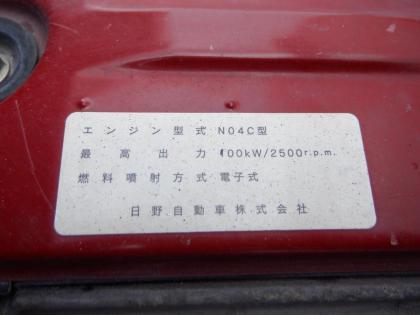 エンジン型式 N04C型
最高出力 100kW/2500r.p.m.
燃料噴射方式 電子式
日野自動車株式会社